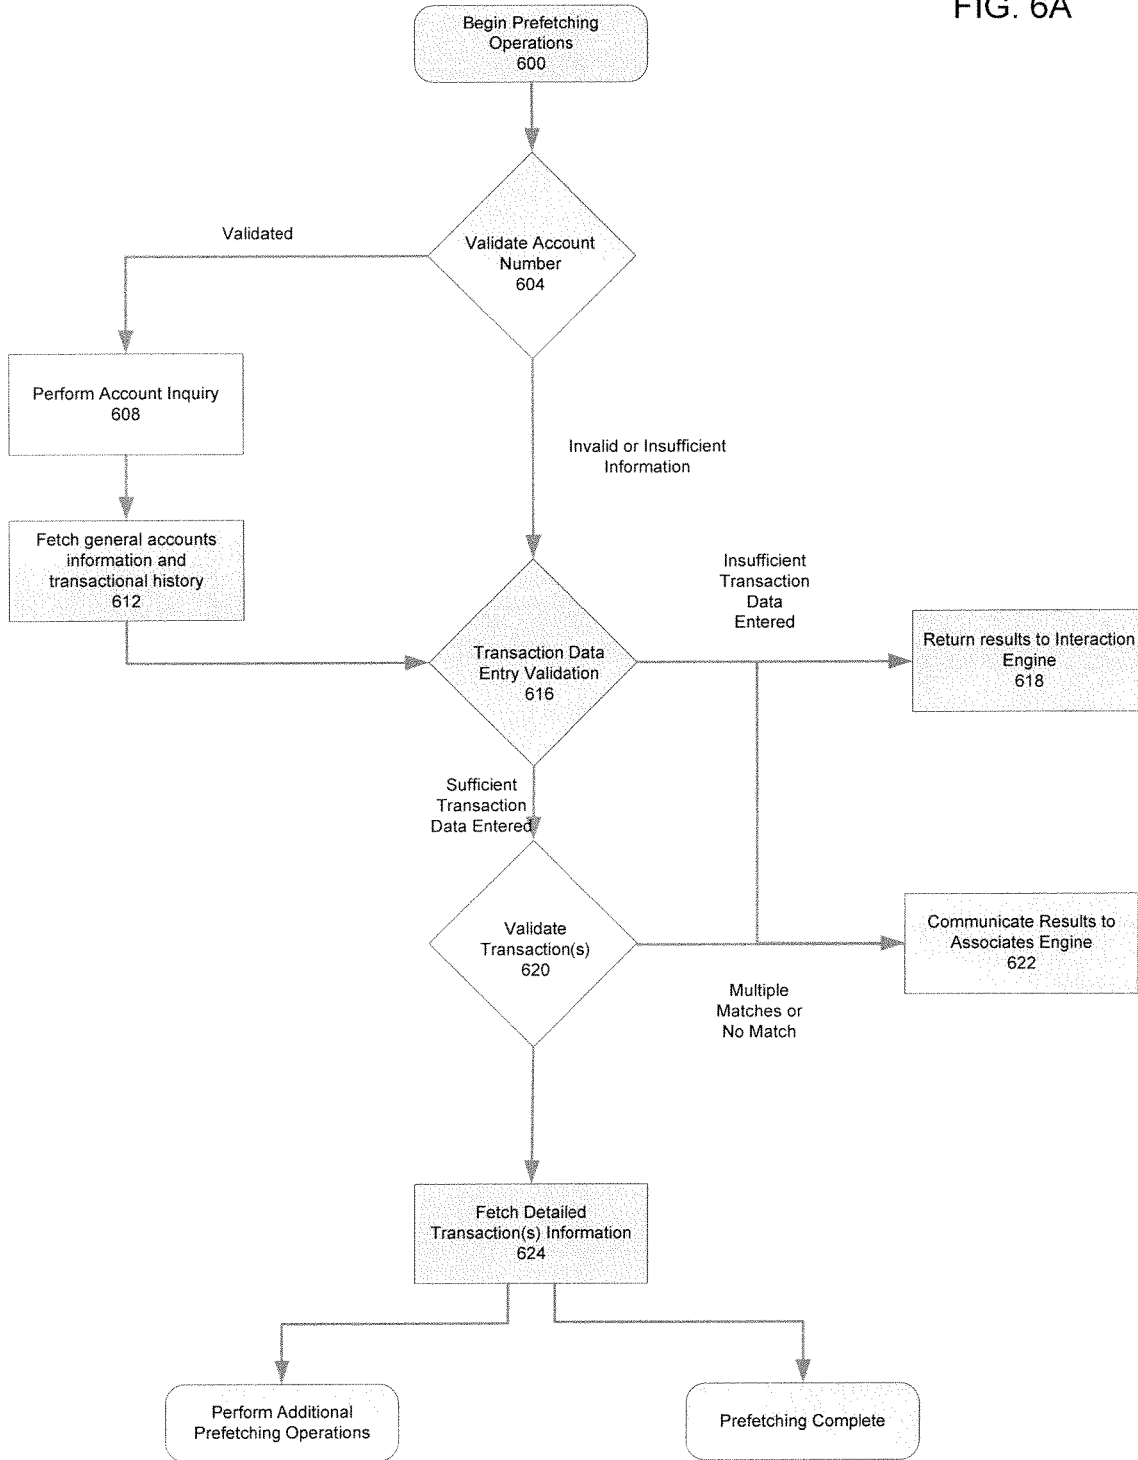 FIG. 6A
Begin Prefetching
Operations
600
Validated
Validate Account
Number
604
Perform Account Inquiry
608
Invalid or Insufficient
Information
Fetch general accounts
information and
transactional history
612
Insufficient
Transaction
Data
Entered
Transaction Data
Entry Validation
616
Return results to Interaction
Engine
618
Sufficient
Transaction
Data Entered
Validate
Transaction(s)
620
Communicate Results to
Associates Engine
622
Multiple
Matches or
No Match
Fetch Detailed
Transaction(s) Information
624
Perform Additional
Prefetching Operations
Prefetching Complete